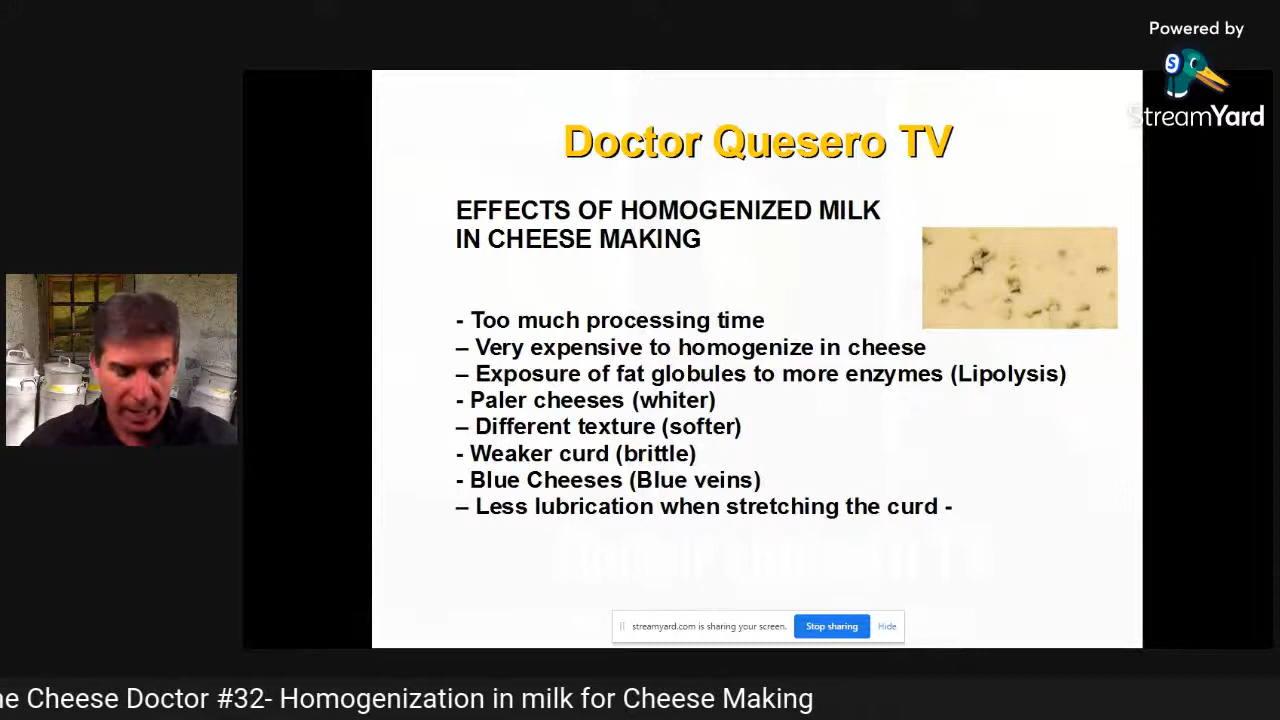 Powered by
StreamYard
Doctor Quesero TV
EFFECTS OF HOMOGENIZED MILK
IN CHEESE MAKING
- Too much processing time
– Very expensive to homogenize in cheese
– Exposure of fat globules to more enzymes (Lipolysis)
- Paler cheeses (whiter)
– Different texture (softer)
- Weaker curd (brittle)
- Blue Cheeses (Blue veins)
– Less lubrication when stretching the curd -
streamyard.com is sharing your screen.
Stop sharing
Hide
Cheese Doctor #32- Homogenization in milk for Cheese Making